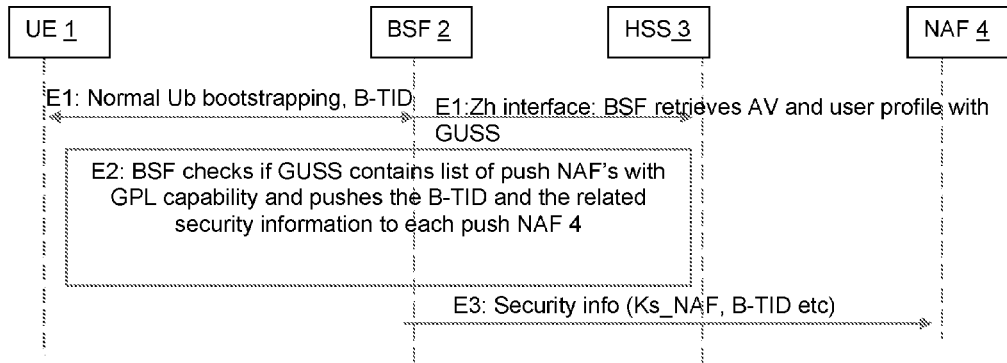 UE 1
BSF 2
HSS 3
NAF 4
E1: Normal Ub bootstrapping, B-TID
E1:Zh interface: BSF retrieves AV and user profile with
GUSS
E2: BSF checks if GUSS contains list of push NAF's with
GPL capability and pushes the B-TID and the related
security information to each push NAF 4
E3: Security info (Ks_NAF, B-TID etc)